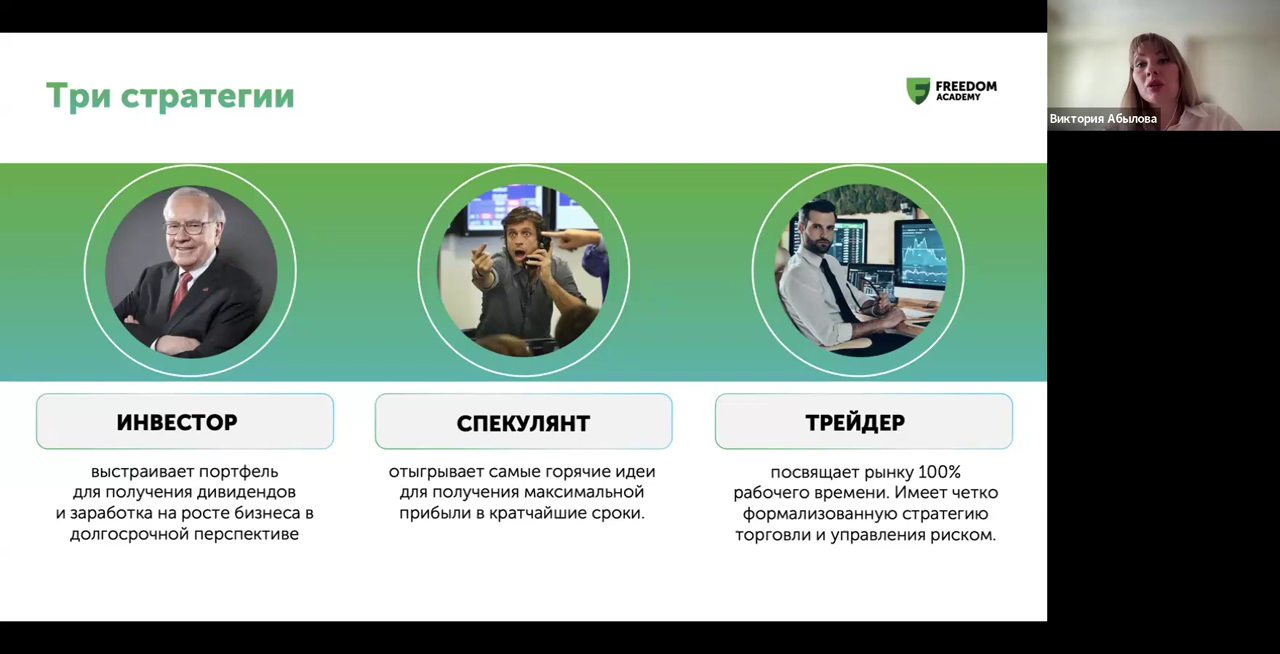 Три стратегии
FREEDOM
ACADEMY
Виктория Абылова
ИНВЕСТОР
выстраивает портфель
для получения дивидендов
и заработка на росте бизнеса в
долгосрочной перспективе
СПЕКУЛЯНТ
отыгрывает самые горячие идеи
для получения максимальной
прибыли в кратчайшие сроки.
ТРЕЙДЕР
посвящает рынку 100%
рабочего времени. Имеет четко
формализованную стратегию
торговли и управления риском.